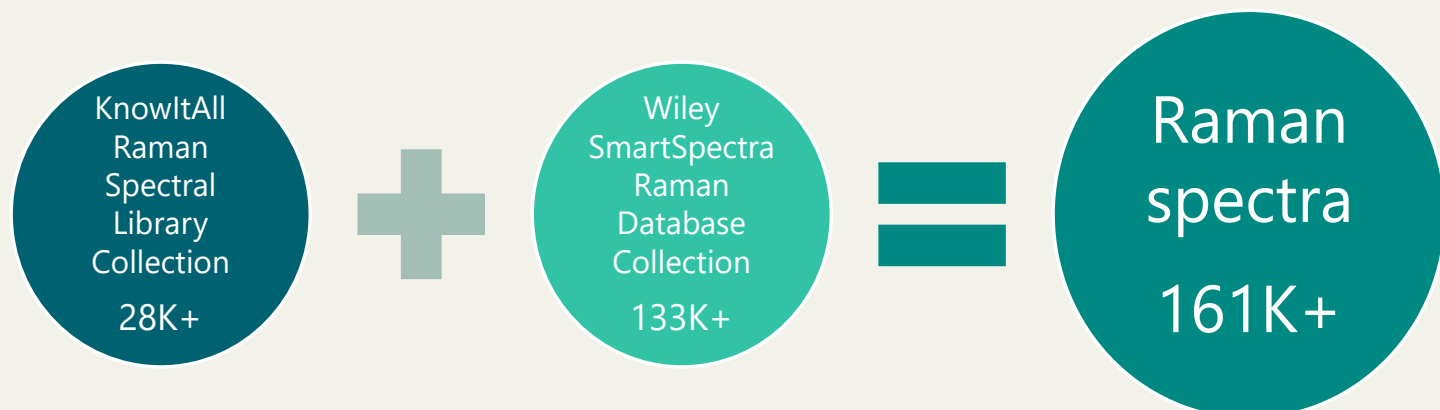 KnowItAll
Raman
Spectral
Library
Collection
28K+
Wiley
SmartSpectra
Raman
Database
Collection
133K+
Raman
spectra
161K+